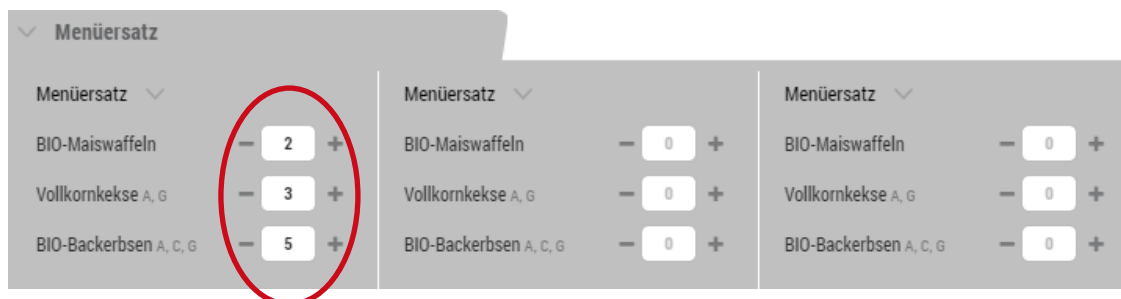 Menüersatz
Menüersatz Menüersatz Menüersatz
BIO-Maiswaffeln − 2 + BIO-Maiswaffeln − 0 + BIO-Maiswaffeln − 0 +
Vollkornkekse A, G − 3 + Vollkornkekse A, G − 0 + Vollkornkekse A, G − 0 +
BIO-Backerbsen A, C, G − 5 + BIO-Backerbsen A, C, G − 0 + BIO-Backerbsen A, C, G − 0 +